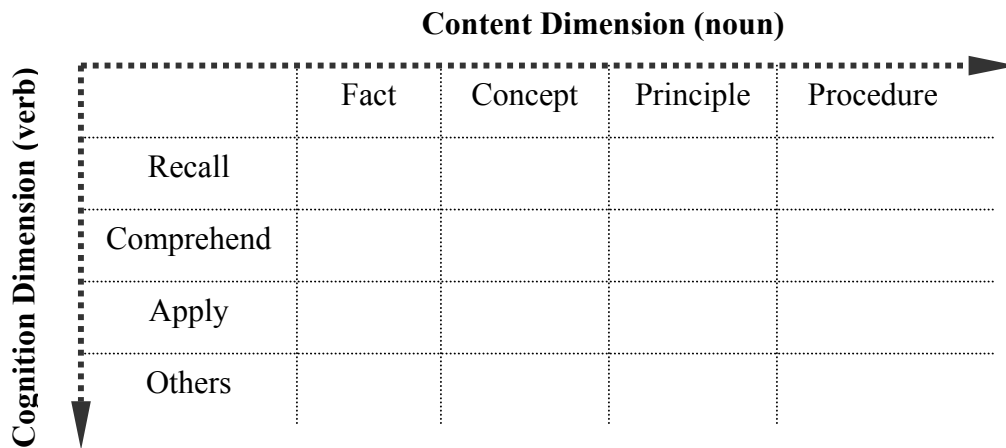 Content Dimension (noun)
Cognition Dimension (verb)
Fact Concept Principle Procedure
Recall
Comprehend
Apply
Others